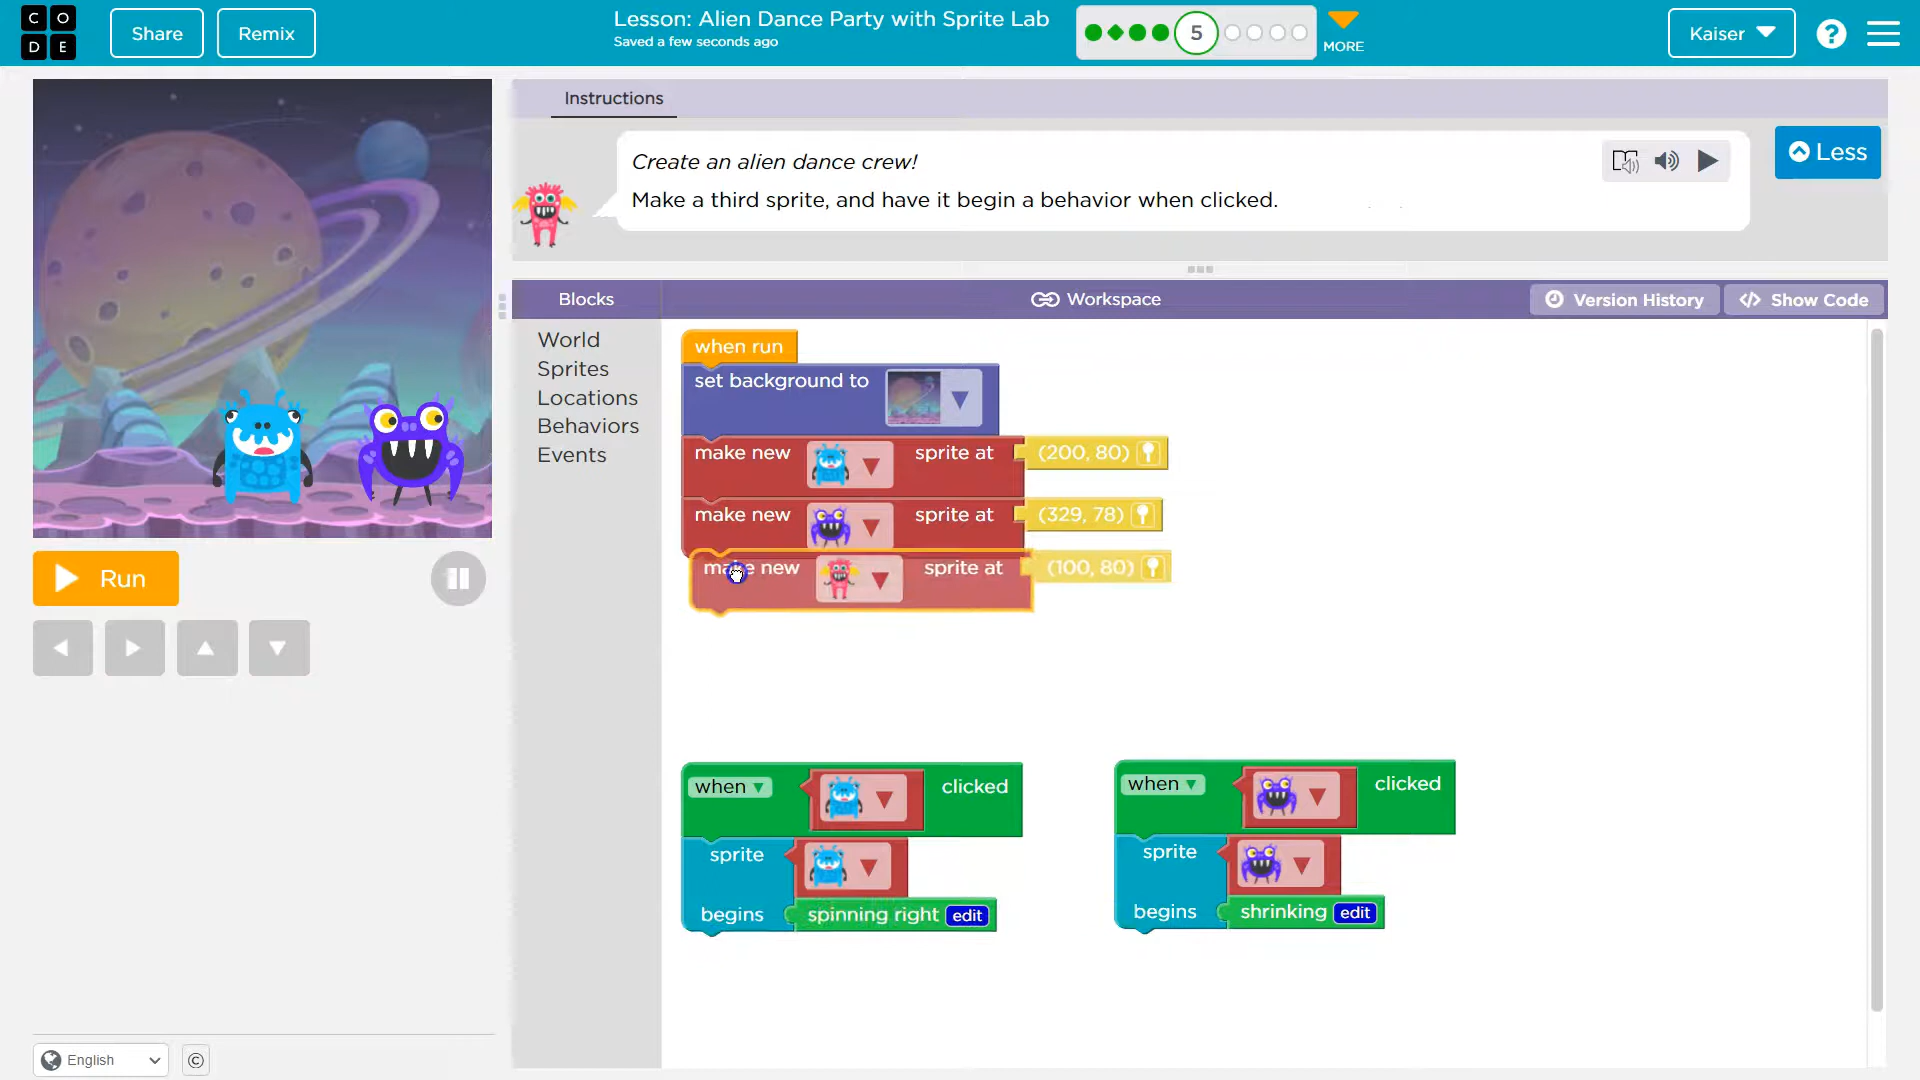 CODE
Share
Remix
Lesson: Alien Dance Party with Sprite Lab
Saved a few seconds ago
5
MORE
Kaiser
?
Instructions
Create an alien dance crew!
Make a third sprite, and have it begin a behavior when clicked.
Less
Blocks
Workspace
Version History
Show Code
World
Sprites
Locations
Behaviors
Events
when run
set background to
make new sprite at (200, 80)
make new sprite at (329, 78)
make new sprite at (100, 80)
Run
when clicked
sprite
begins spinning right edit
when clicked
sprite
begins shrinking edit
English
©